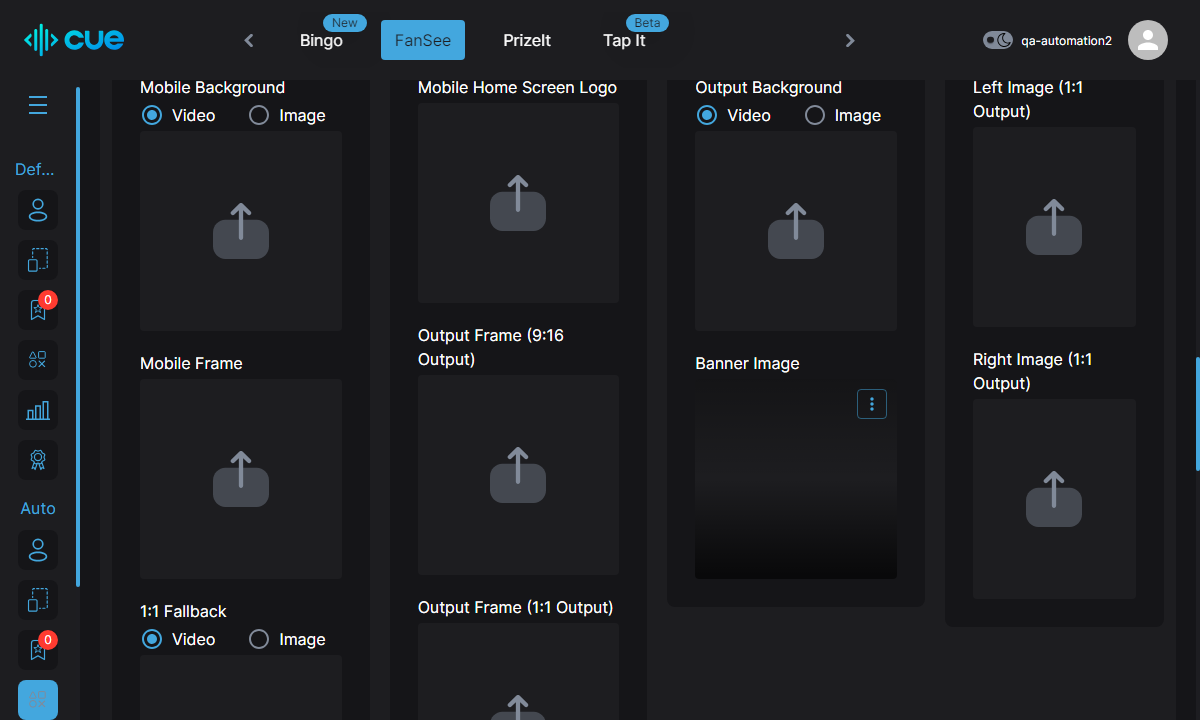 cue
Bingo
New
FanSee
PrizeIt
Tap It
Beta
qa-automation2
Def...
0
Auto
0
Mobile Background
Video
Image
Mobile Frame
1:1 Fallback
Video
Image
Mobile Home Screen Logo
Output Frame (9:16
Output)
Output Frame (1:1 Output)
Output Background
Video
Image
Banner Image
Left Image (1:1
Output)
Right Image (1:1
Output)